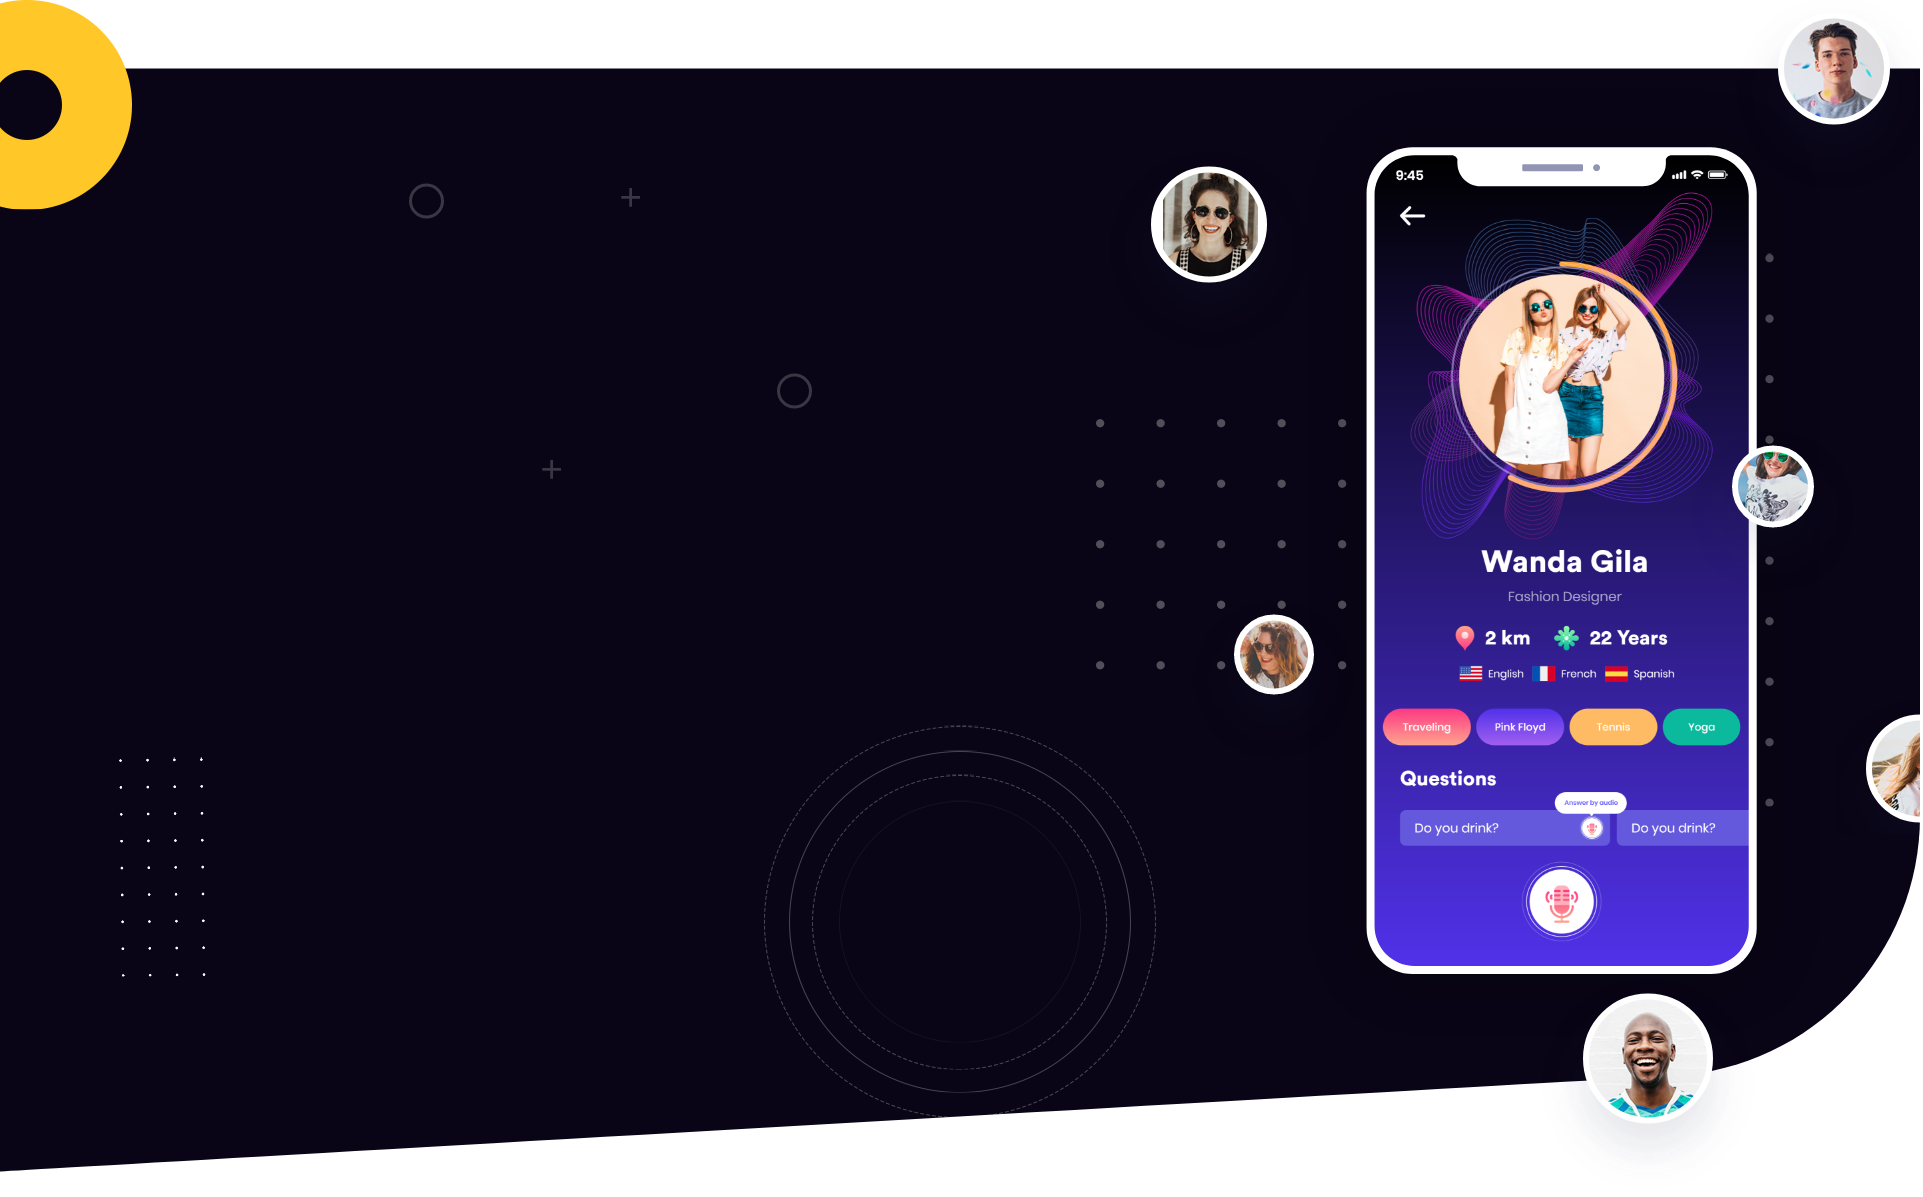 9:45
Wanda Gila
Fashion Designer
2 km 22 Years
English French Spanish
Traveling Pink Floyd Tennis Yoga
Questions
Answer by audio
Do you drink? Do you drink?